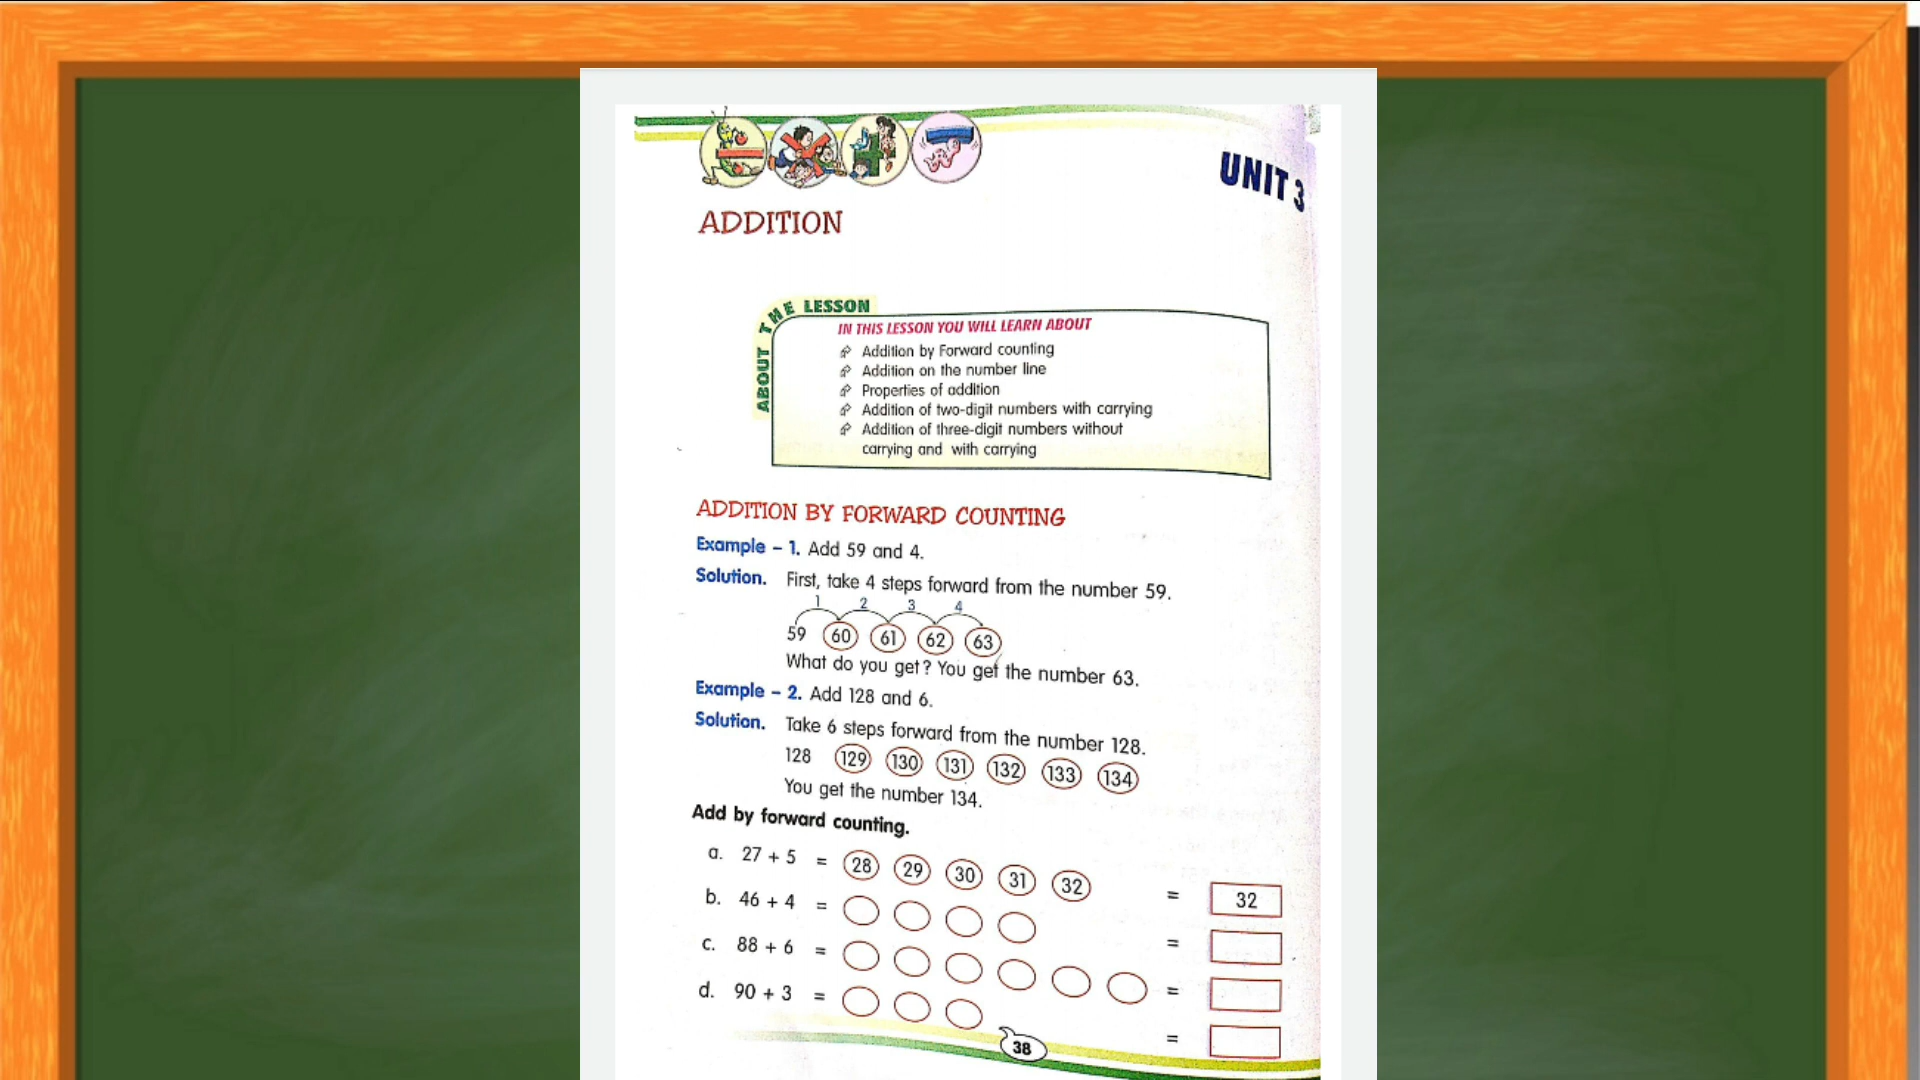 UNIT 3
ADDITION
ABOUT THE LESSON
IN THIS LESSON YOU WILL LEARN ABOUT
Addition by Forward counting
Addition on the number line
Properties of addition
Addition of two-digit numbers with carrying
Addition of three-digit numbers without
carrying and with carrying
ADDITION BY FORWARD COUNTING
Example – 1. Add 59 and 4.
Solution. First, take 4 steps forward from the number 59.
1 2 3 4
59 60 61 62 63
What do you get? You get the number 63.
Example – 2. Add 128 and 6.
Solution. Take 6 steps forward from the number 128.
128 129 130 131 132 133 134
You get the number 134.
Add by forward counting.
a. 27 + 5 = 28 29 30 31 32 = 32
b. 46 + 4 = =
c. 88 + 6 = =
d. 90 + 3 = =
38